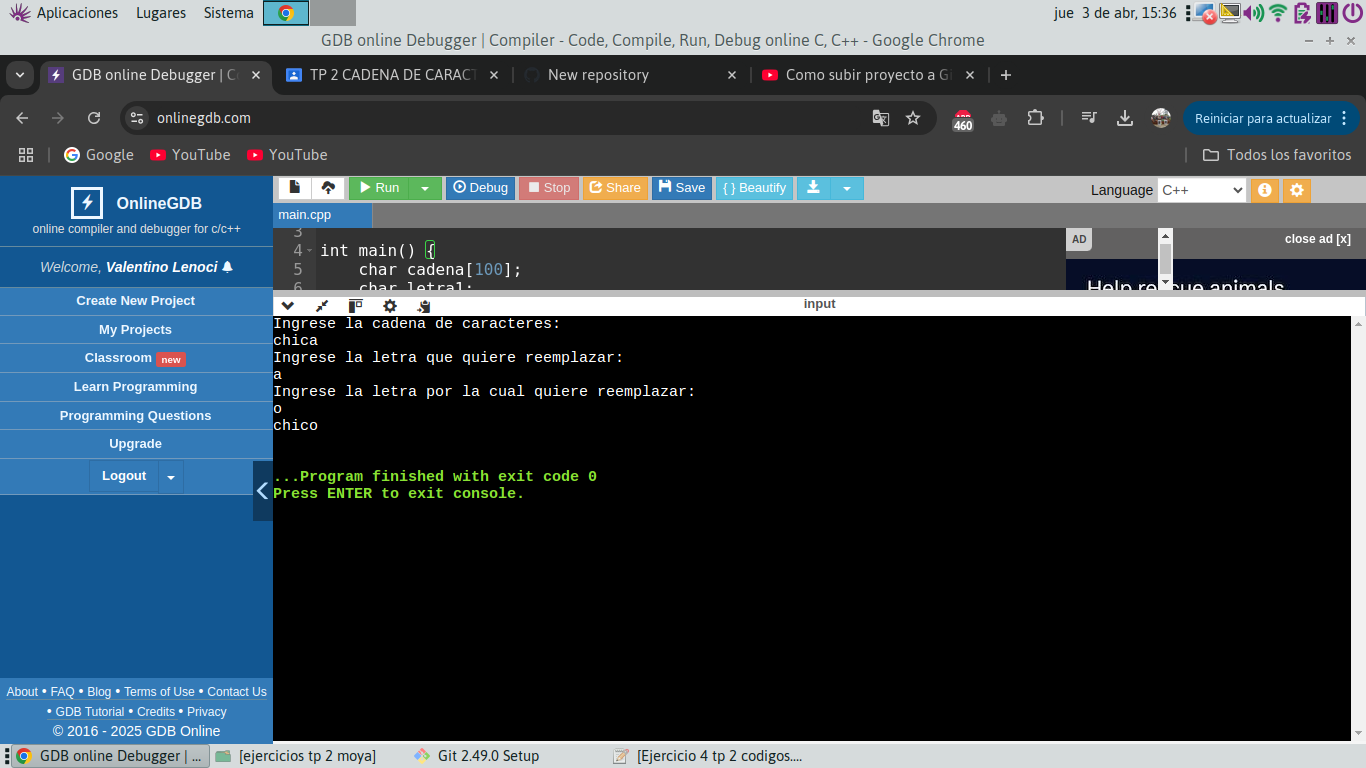 Aplicaciones Lugares Sistema jue 3 de abr, 15:36
GDB online Debugger | Compiler - Code, Compile, Run, Debug online C, C++ - Google Chrome
GDB online Debugger | C TP 2 CADENA DE CARACT New repository Como subir proyecto a G
onlinegdb.com 460 Reiniciar para actualizar
Google YouTube YouTube Todos los favoritos
OnlineGDB
online compiler and debugger for c/c++
Welcome, Valentino Lenoci
Create New Project
My Projects
Classroom new
Learn Programming
Programming Questions
Upgrade
Logout
About • FAQ • Blog • Terms of Use • Contact Us
• GDB Tutorial • Credits • Privacy
© 2016 - 2025 GDB Online
Run Debug Stop Share Save { } Beautify Language C++
main.cpp
3
4 int main() {
5 char cadena[100];
6 char letra1;
AD close ad [x]
Help rescue animals
input
Ingrese la cadena de caracteres:
chica
Ingrese la letra que quiere reemplazar:
a
Ingrese la letra por la cual quiere reemplazar:
o
chico
...Program finished with exit code 0
Press ENTER to exit console.
GDB online Debugger | ... [ejercicios tp 2 moya] Git 2.49.0 Setup [Ejercicio 4 tp 2 codigos....